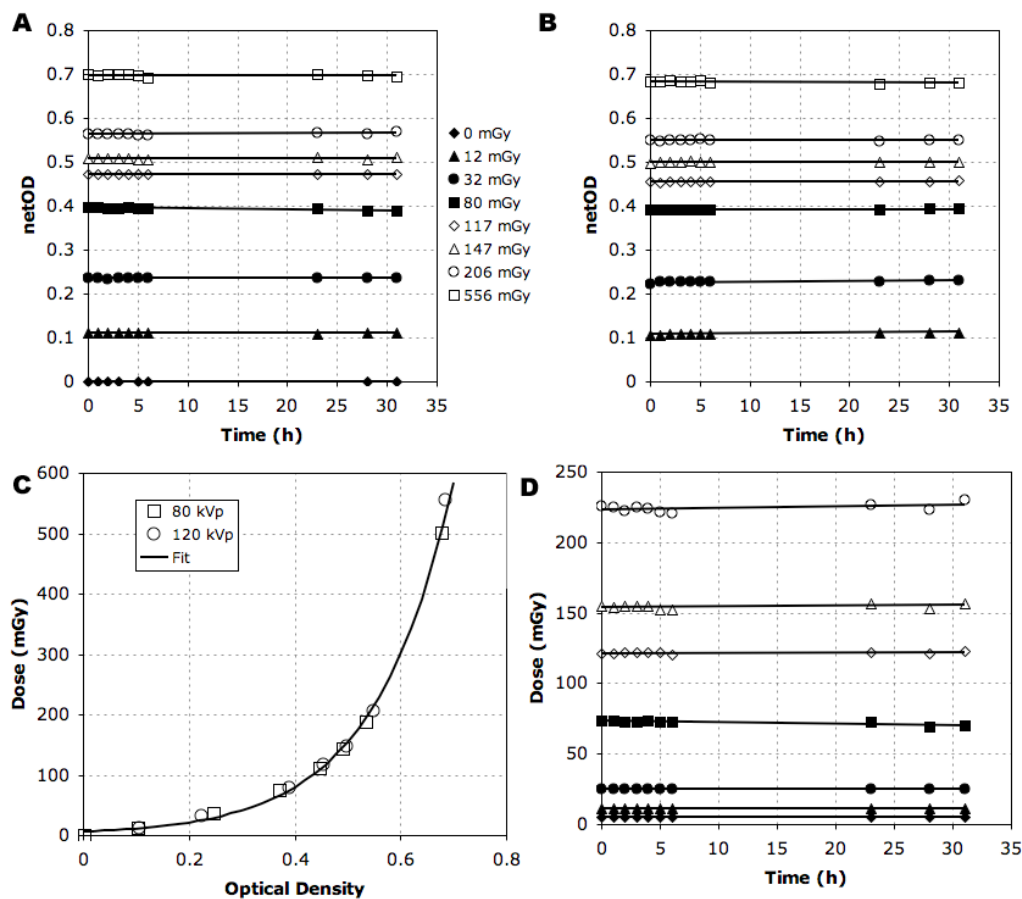 A
0.8
0.7
0.6
0.5
0.4
0.3
0.2
0.1
0
netOD
0 5 10 15 20 25 30 35
Time (h)
0 mGy
12 mGy
32 mGy
80 mGy
117 mGy
147 mGy
206 mGy
556 mGy
B
0.8
0.7
0.6
0.5
0.4
0.3
0.2
0.1
0
netOD
0 5 10 15 20 25 30 35
Time (h)
C
600
500
400
300
200
100
0
Dose (mGy)
80 kVp
120 kVp
Fit
0 0.2 0.4 0.6 0.8
Optical Density
D
250
200
150
100
50
0
Dose (mGy)
0 5 10 15 20 25 30 35
Time (h)